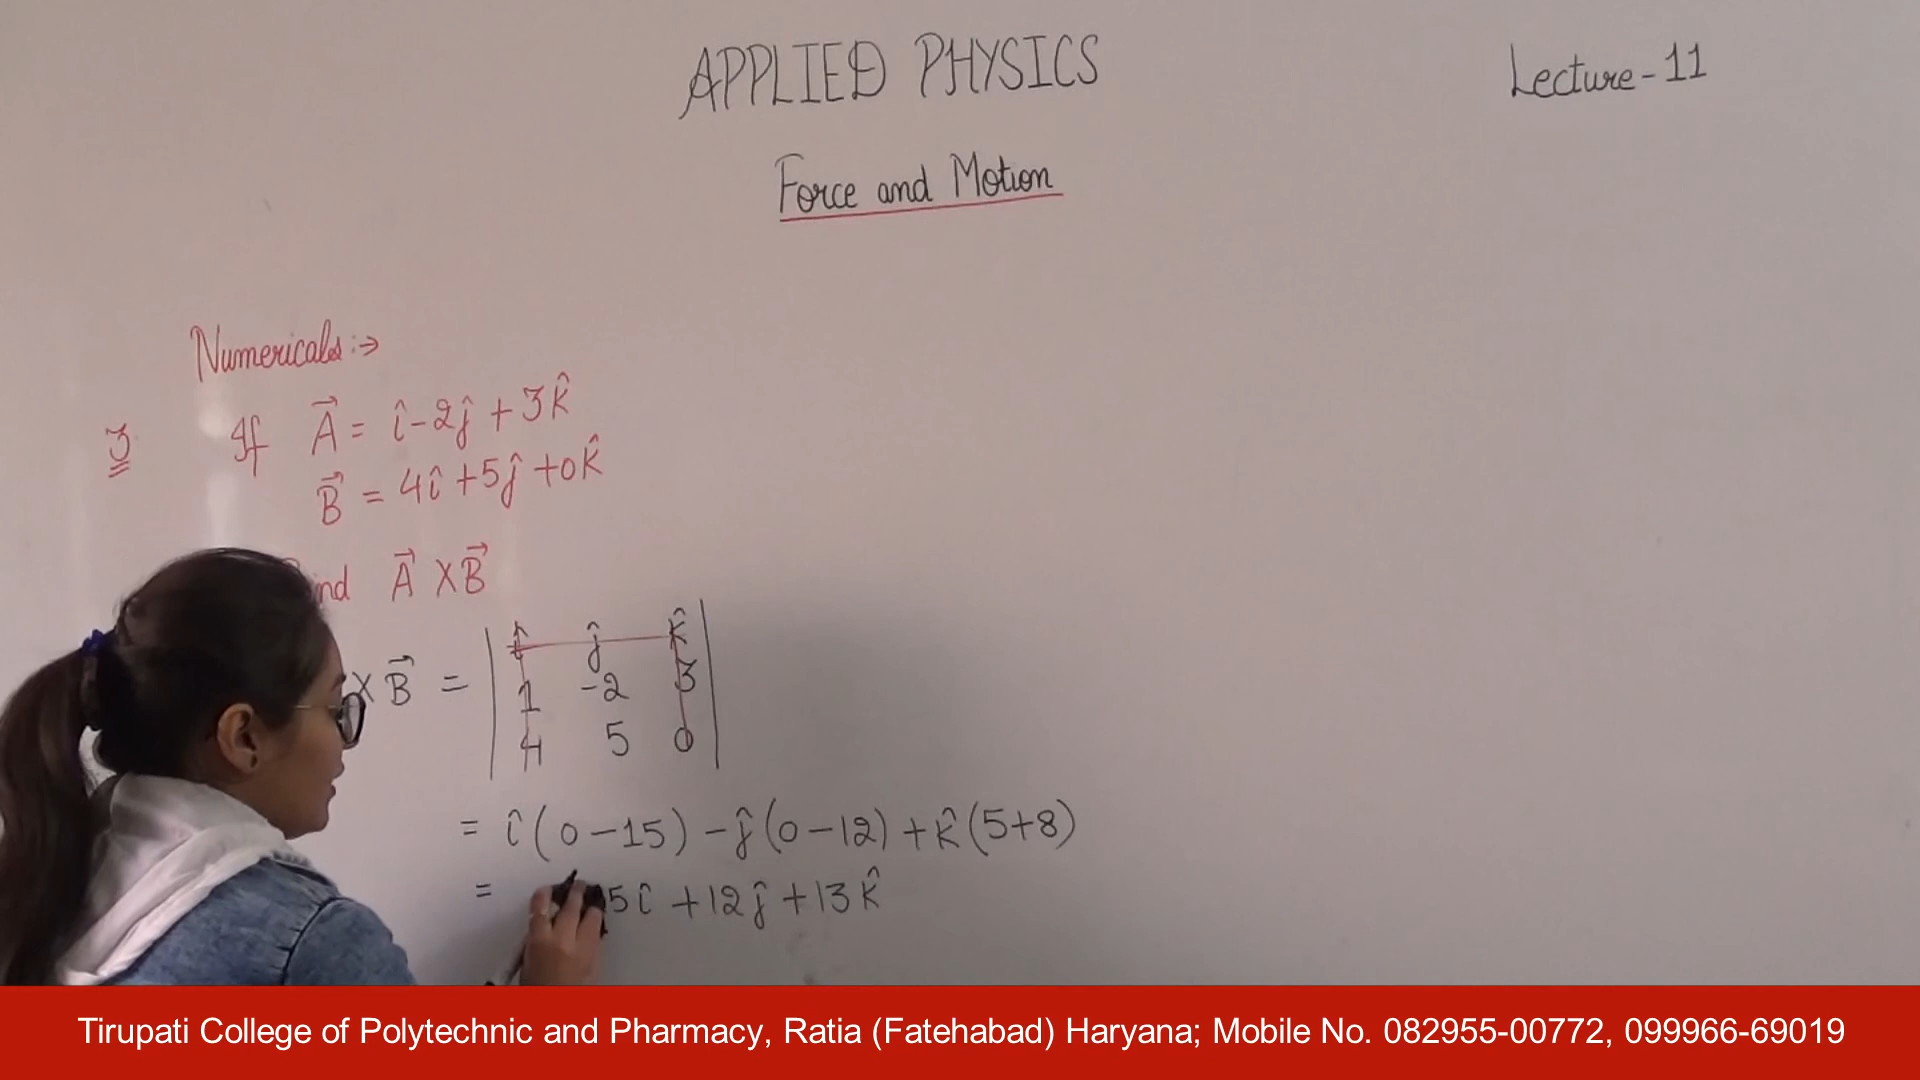 APPLIED PHYSICS
Lecture-11
Force and Motion
Numericals:→
3 If A⃗ = î-2ĵ+3k̂
B⃗ = 4î+5ĵ+0k̂
A⃗ X B⃗
X B⃗ = | î ĵ k̂ |
1 -2 3
4 5 0
= î(0-15) - ĵ(0-12) + k̂(5+8)
= 5î + 12ĵ + 13k̂
Tirupati College of Polytechnic and Pharmacy, Ratia (Fatehabad) Haryana; Mobile No. 082955-00772, 099966-69019